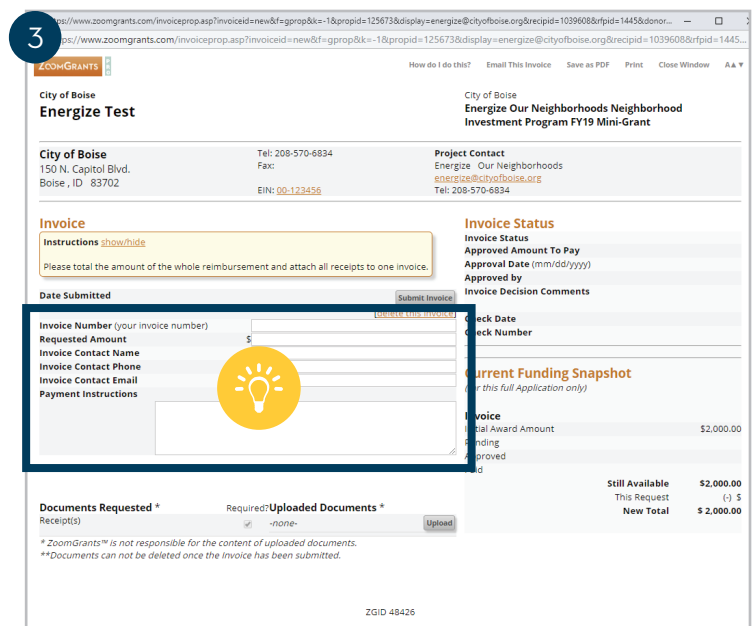 3
https://www.zoomgrants.com/invoiceprop.asp?invoiceid=new&f=gprop&k=-1&propid=125673&display=energize@cityofboise.org&recipid=1039608&rfpid=1445&donor...
https://www.zoomgrants.com/invoiceprop.asp?invoiceid=new&f=gprop&k=-1&propid=125673&display=energize@cityofboise.org&recipid=1039608&rfpid=1445...
ZOOMGRANTS
How do I do this? Email This Invoice Save as PDF Print Close Window A▲▼
City of Boise
Energize Test
City of Boise
Energize Our Neighborhoods Neighborhood
Investment Program FY19 Mini-Grant
City of Boise
150 N. Capitol Blvd.
Boise , ID 83702
Tel: 208-570-6834
Fax:
EIN: 00-123456
Project Contact
Energize Our Neighborhoods
energize@cityofboise.org
Tel: 208-570-6834
Invoice
Instructions show/hide
Please total the amount of the whole reimbursement and attach all receipts to one invoice.
Date Submitted
Submit Invoice
[delete this invoice]
Invoice Number (your invoice number)
Requested Amount $
Invoice Contact Name
Invoice Contact Phone
Invoice Contact Email
Payment Instructions
Documents Requested * Required? Uploaded Documents *
Receipt(s) -none- Upload
* ZoomGrants™ is not responsible for the content of uploaded documents.
**Documents can not be deleted once the Invoice has been submitted.
Invoice Status
Invoice Status
Approved Amount To Pay
Approval Date (mm/dd/yyyy)
Approved by
Invoice Decision Comments
Check Date
Check Number
Current Funding Snapshot
(for this full Application only)
Invoice
Initial Award Amount $2,000.00
Pending
Approved
Paid
Still Available $2,000.00
This Request (-) $
New Total $ 2,000.00
ZGID 48426